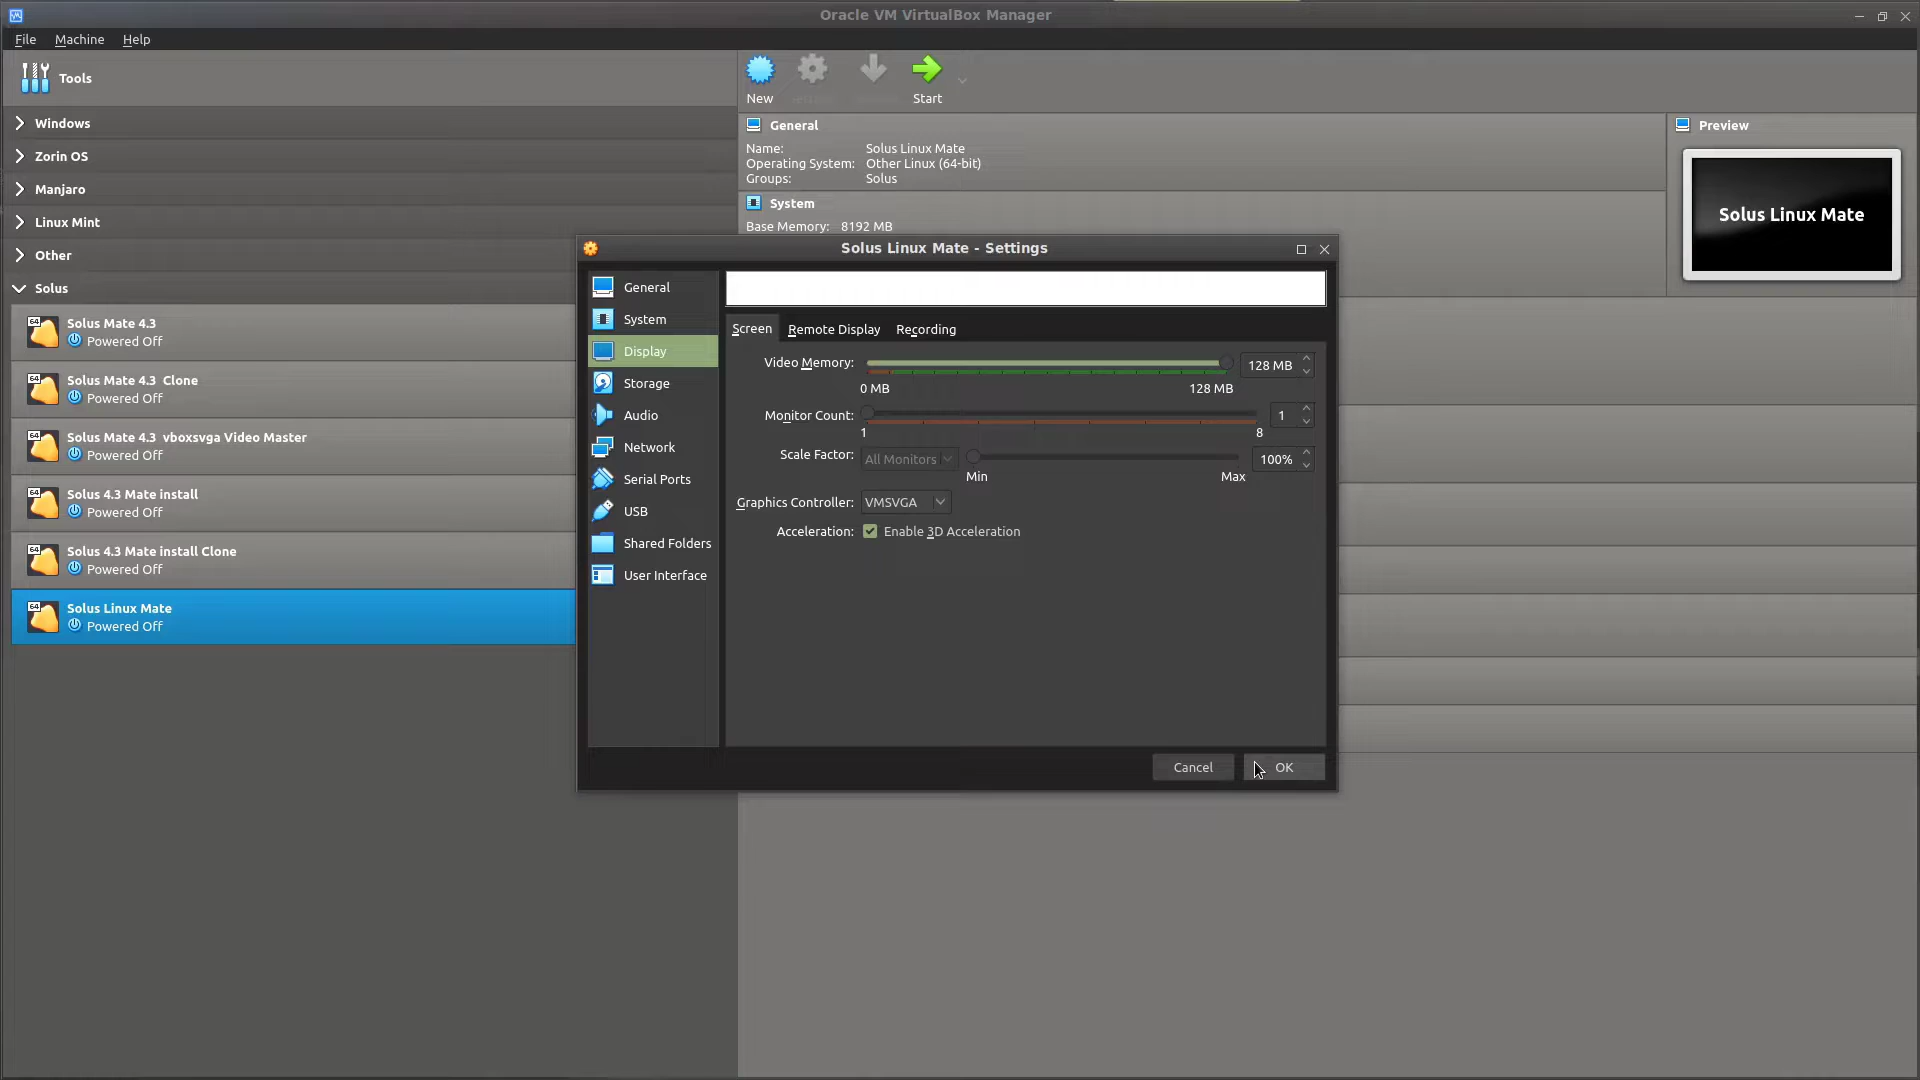 Oracle VM VirtualBox Manager
File Machine Help
Tools
New
Start
Windows
Zorin OS
Manjaro
Linux Mint
Other
Solus
64
Solus Mate 4.3
Powered Off
64
Solus Mate 4.3 Clone
Powered Off
64
Solus Mate 4.3 vboxsvga Video Master
Powered Off
64
Solus 4.3 Mate install
Powered Off
64
Solus 4.3 Mate install Clone
Powered Off
64
Solus Linux Mate
Powered Off
General
Name: Solus Linux Mate
Operating System: Other Linux (64-bit)
Groups: Solus
System
Base Memory: 8192 MB
Preview
Solus Linux Mate
Solus Linux Mate - Settings
General
System
Display
Storage
Audio
Network
Serial Ports
USB
Shared Folders
User Interface
Screen Remote Display Recording
Video Memory: 128 MB
0 MB 128 MB
Monitor Count: 1
1 8
Scale Factor: All Monitors 100%
Min Max
Graphics Controller: VMSVGA
Acceleration: Enable 3D Acceleration
Cancel OK